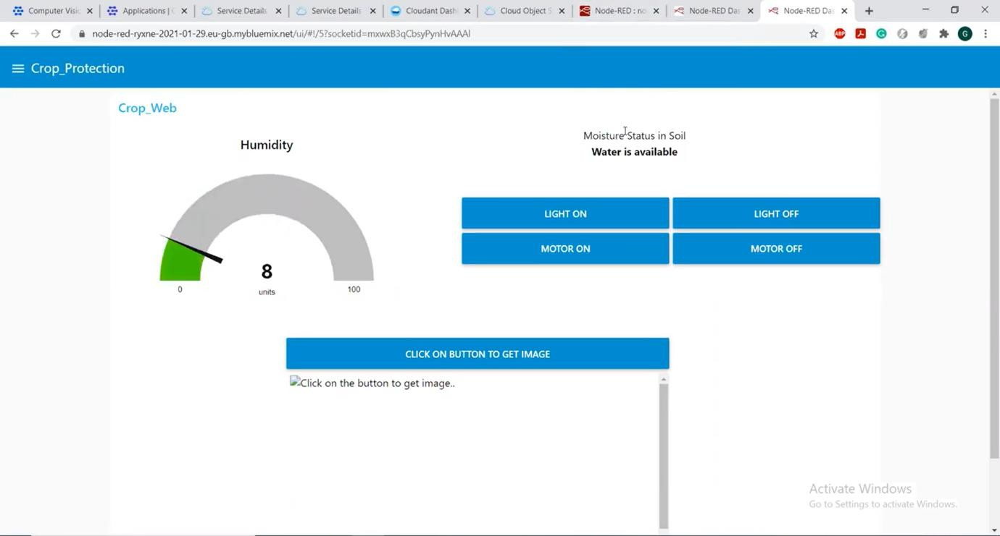 Computer Visio
Applications | C
Service Details
Service Details
Cloudant Dash
Cloud Object S
Node-RED : no
Node-RED Das
Node-RED Das
node-red-ryxne-2021-01-29.eu-gb.mybluemix.net/ui/#!/5?socketid=mxwxB3qCbsyPynHvAAAl
ABP
G
Crop_Protection
Crop_Web
Humidity
8
units
0
100
Moisture Status in Soil
Water is available
LIGHT ON
LIGHT OFF
MOTOR ON
MOTOR OFF
CLICK ON BUTTON TO GET IMAGE
Click on the button to get image..
Activate Windows
Go to Settings to activate Windows.